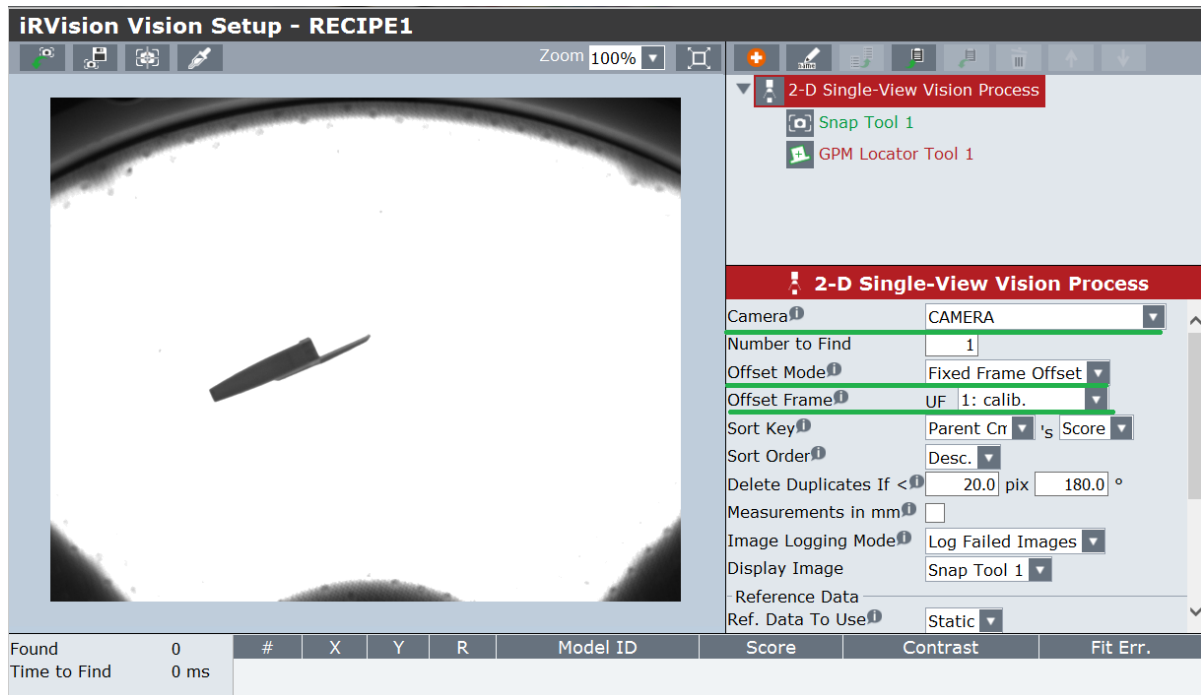 iRVision Vision Setup - RECIPE1
Zoom 100%
name
2-D Single-View Vision Process
Snap Tool 1
GPM Locator Tool 1
2-D Single-View Vision Process
Camera CAMERA
Number to Find 1
Offset Mode Fixed Frame Offset
Offset Frame UF 1: calib.
Sort Key Parent Cm 's Score
Sort Order Desc.
Delete Duplicates If < 20.0 pix 180.0 °
Measurements in mm
Image Logging Mode Log Failed Images
Display Image Snap Tool 1
Reference Data
Ref. Data To Use Static
Found 0 # X Y R Model ID Score Contrast Fit Err.
Time to Find 0 ms